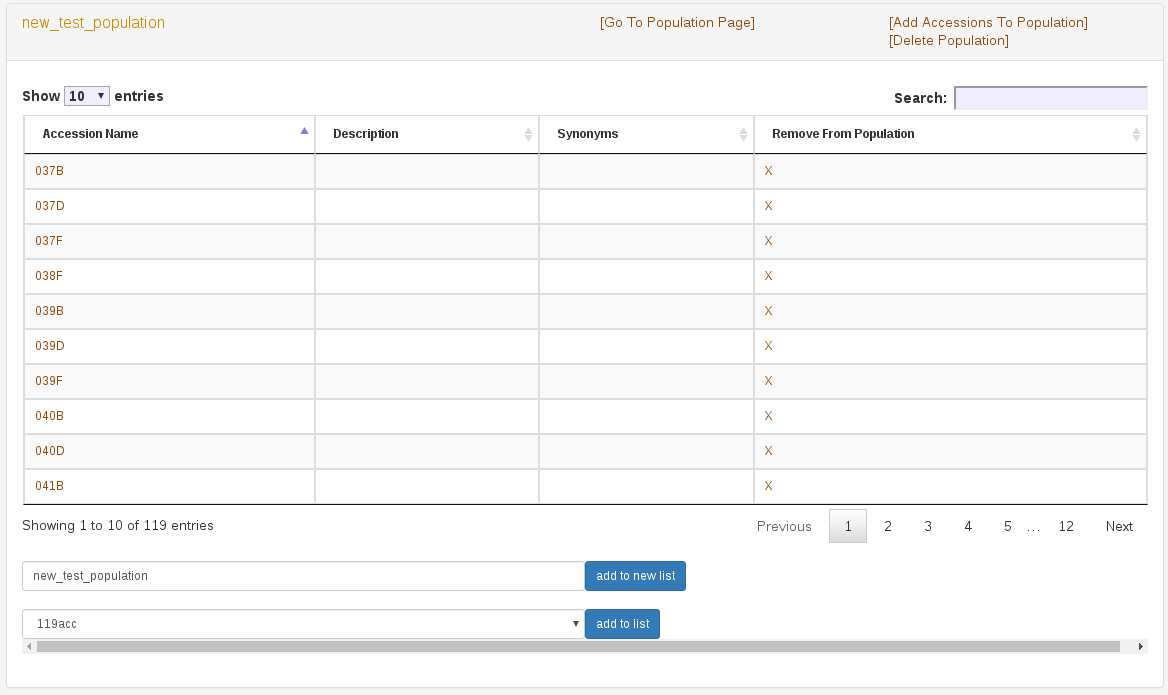 new_test_population [Go To Population Page] [Add Accessions To Population]
[Delete Population]
Show 10 entries Search:
Accession Name Description Synonyms Remove From Population
037B X
037D X
037F X
038F X
039B X
039D X
039F X
040B X
040D X
041B X
Showing 1 to 10 of 119 entries Previous 1 2 3 4 5 ... 12 Next
new_test_population add to new list
119acc add to list